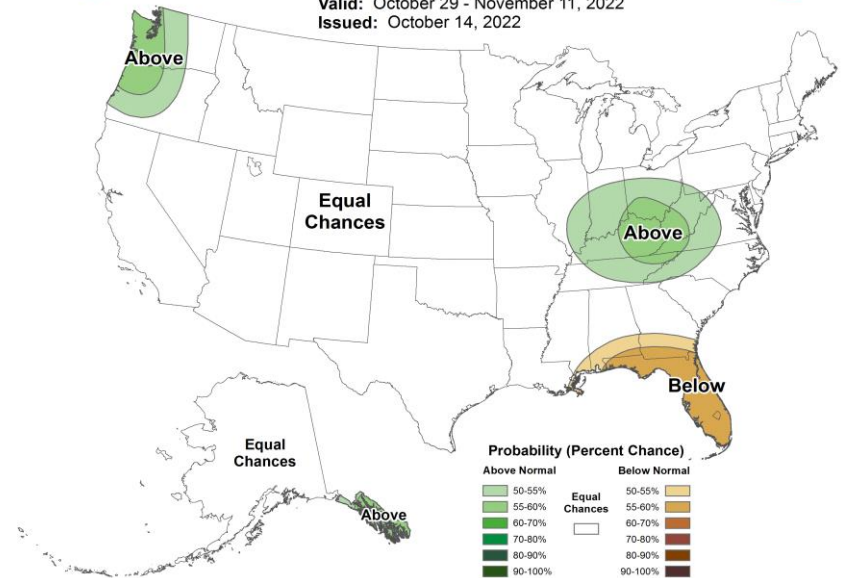 Valid: October 29 - November 11, 2022
Issued: October 14, 2022
Above
Equal
Chances
Above
Below
Equal
Chances
Above
Probability (Percent Chance)
Above Normal
Below Normal
50-55%
55-60%
60-70%
70-80%
80-90%
90-100%
Equal
Chances
50-55%
55-60%
60-70%
70-80%
80-90%
90-100%